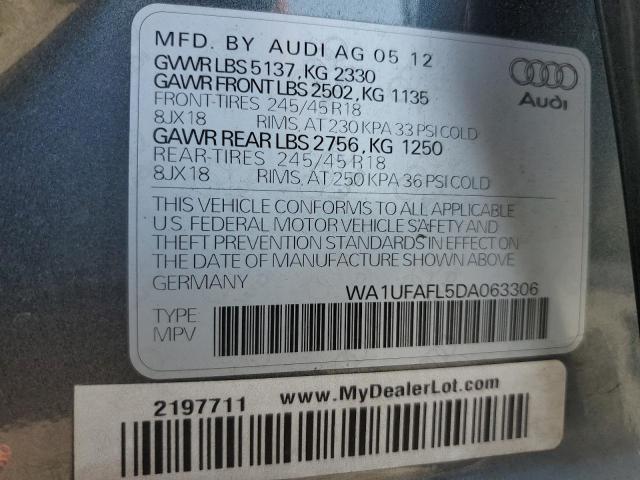 MFD. BY AUDI AG 05 12
GVWR LBS 5137, KG 2330
GAWR FRONT LBS 2502, KG 1135
FRONT-TIRES 245/45 R18
8JX18 RIMS, AT 230 KPA 33 PSI COLD
GAWR REAR LBS 2756, KG 1250
REAR-TIRES 245/45 R18
8JX18 RIMS, AT 250 KPA 36 PSI COLD
Audi
THIS VEHICLE CONFORMS TO ALL APPLICABLE
U.S. FEDERAL MOTOR VEHICLE SAFETY AND
THEFT PREVENTION STANDARDS IN EFFECT ON
THE DATE OF MANUFACTURE SHOWN ABOVE.
GERMANY WA1UFAFL5DA063306
TYPE
MPV
2197711 www.MyDealerLot.com